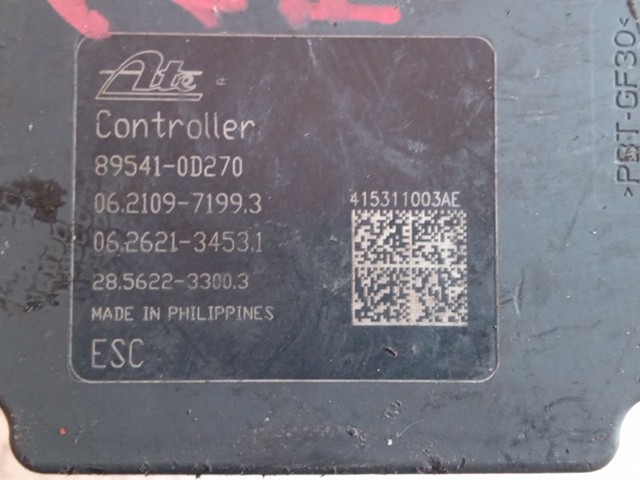 Ate
Controller
89541-0D270
06.2109-7199.3
06.2621-3453.1
28.5622-3300.3
MADE IN PHILIPPINES
ESC
415311003AE
>PBT-GF30<